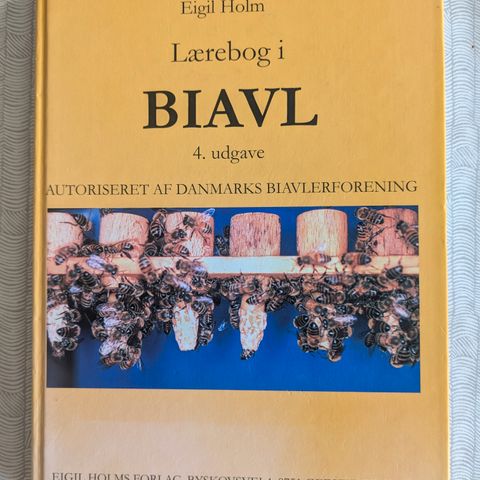 Eigil Holm
Lærebog i
BIAVL
4. udgave
AUTORISERET AF DANMARKS BIAVLERFORENING
EIGIL HOLMS FORLAG